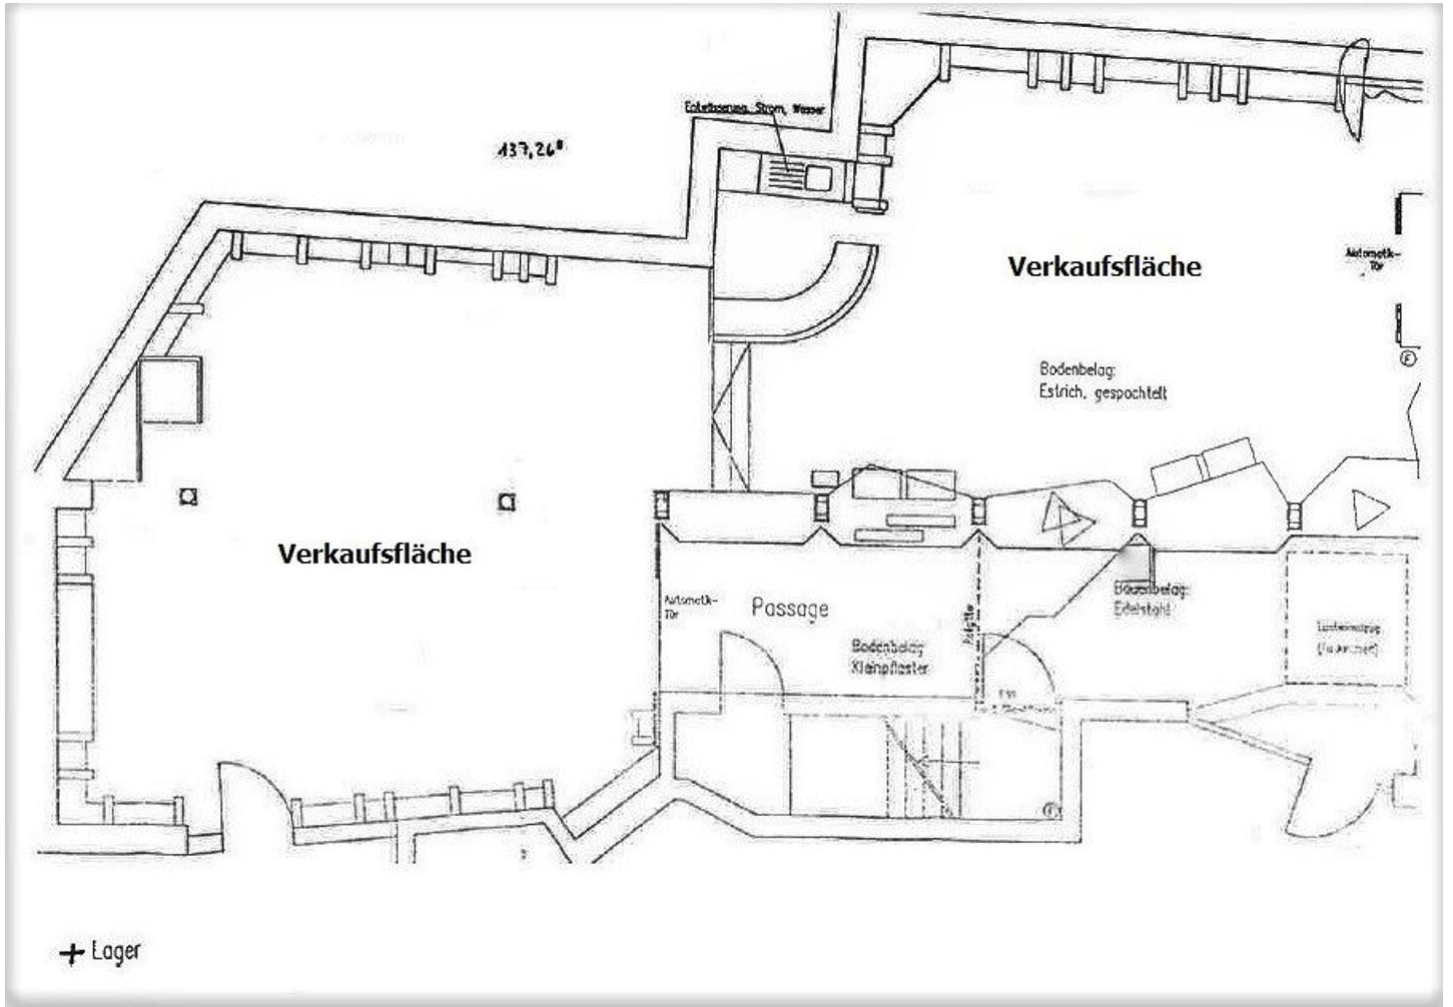 Entwässerung, Strom, Wasser
137,26
Verkaufsfläche
Automatik-
Tür
Bodenbelag:
Estrich, gespachtelt
F
Verkaufsfläche
Automatik-
Tür
Passage
Bodenbelag
Kleinpflaster
Bodenbelag:
Edelstahl
+ Lager